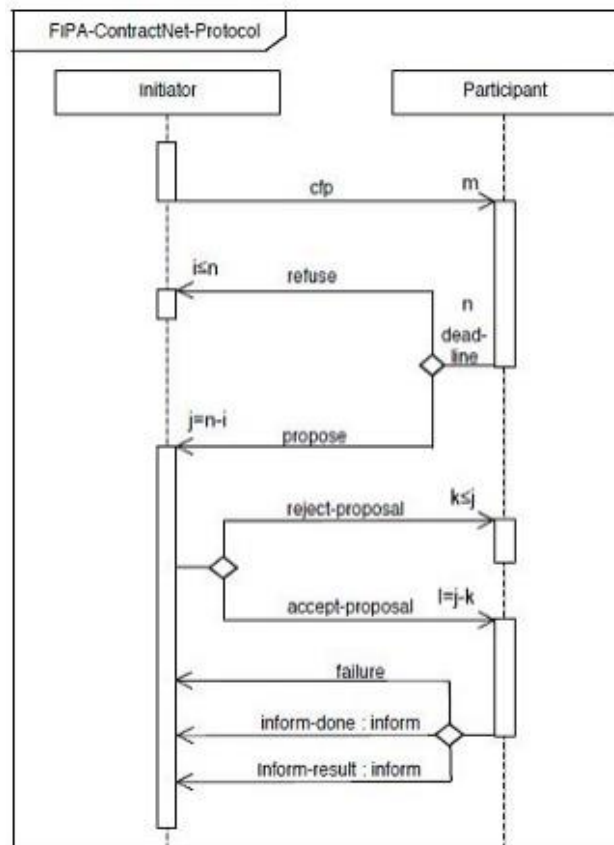 FIPA-ContractNet-Protocol
Initiator
Participant
cfp
m
i≤n
refuse
n
dead-
line
j=n-i
propose
reject-proposal
k≤j
accept-proposal
l=j-k
failure
inform-done : inform
inform-result : inform